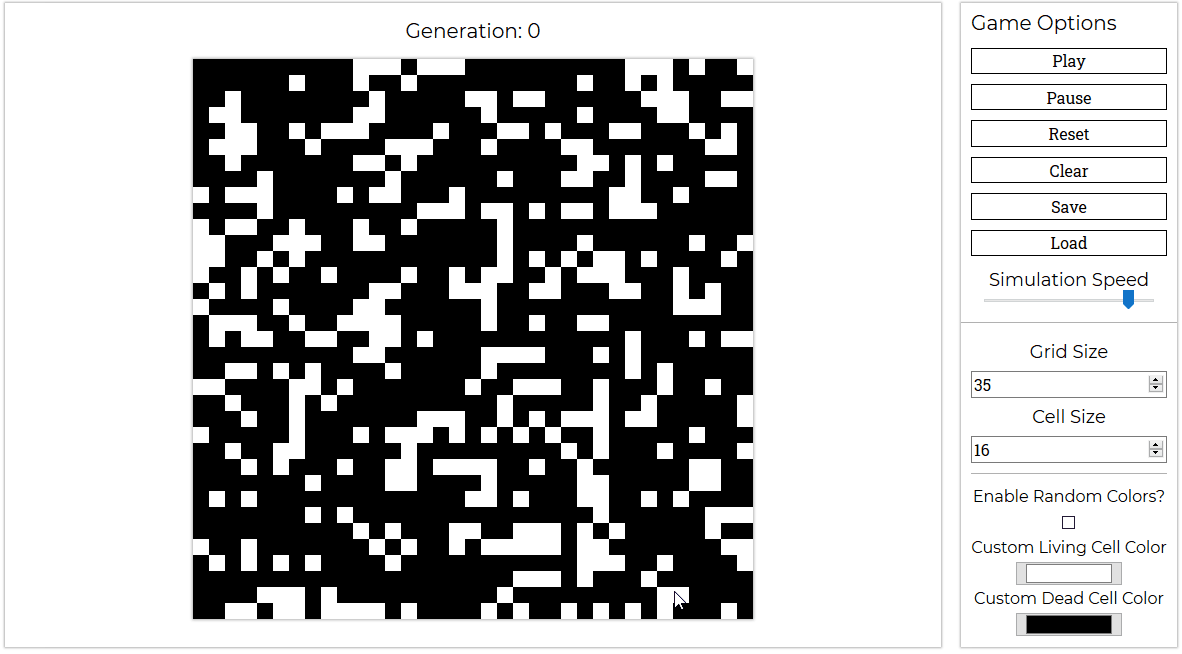 Generation: 0
Game Options
Play
Pause
Reset
Clear
Save
Load
Simulation Speed
Grid Size
35
Cell Size
16
Enable Random Colors?
Custom Living Cell Color
Custom Dead Cell Color